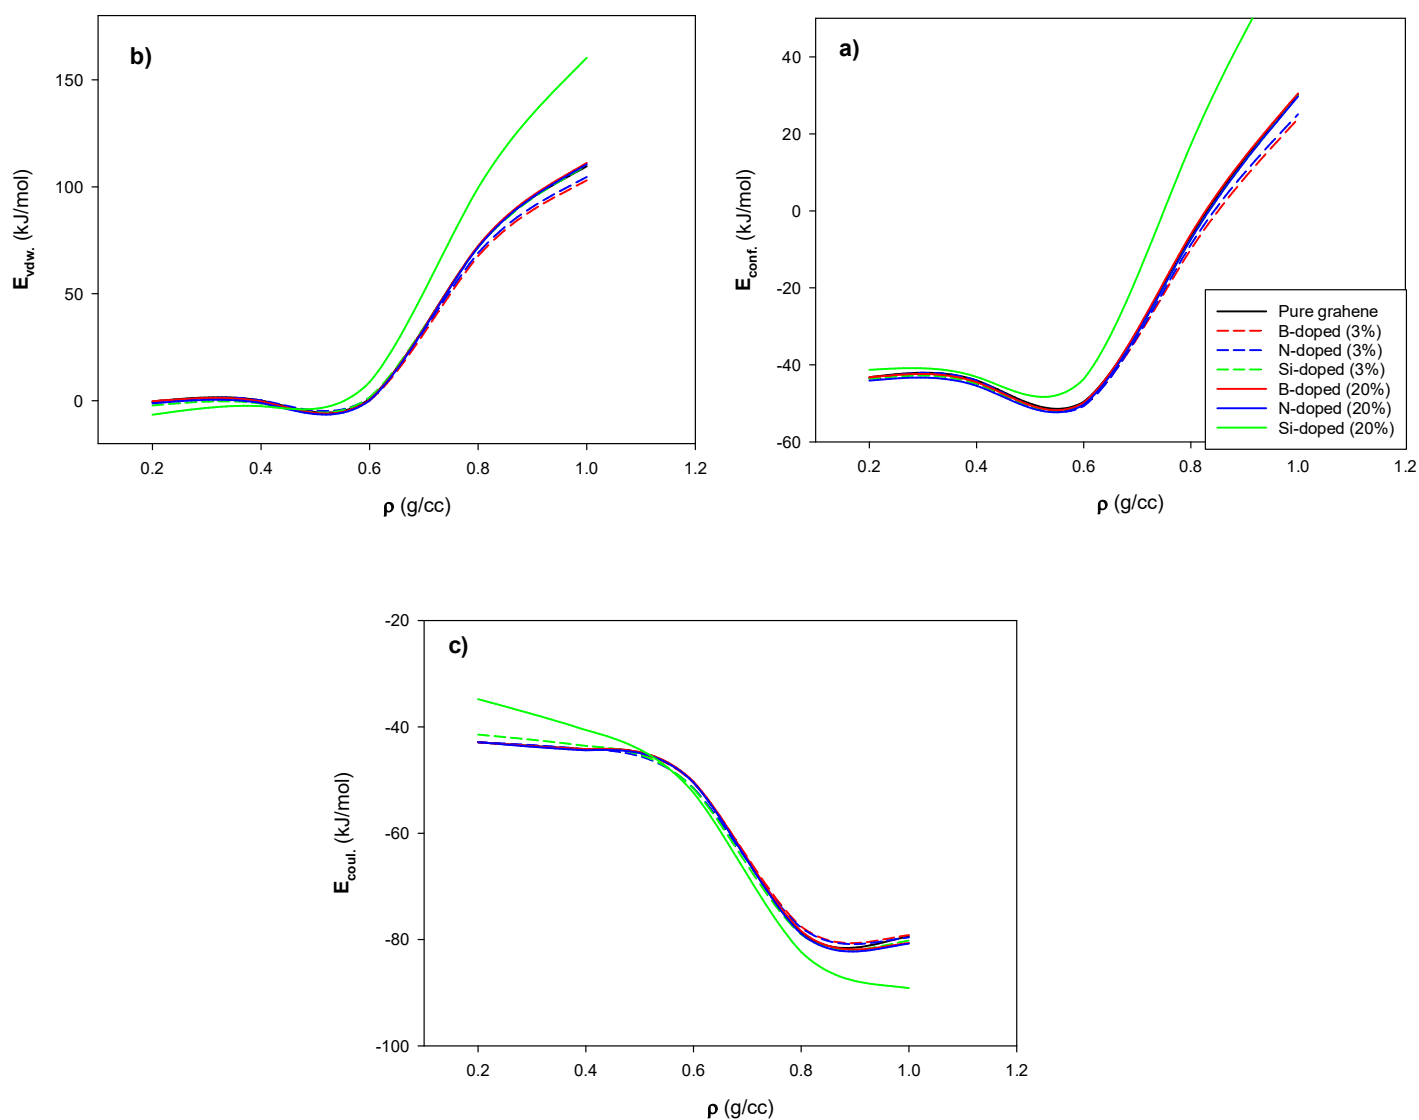 b)
150
100
50
0
E vdw. (kJ/mol)
0.2 0.4 0.6 0.8 1.0 1.2
ρ (g/cc)
a)
40
20
0
-20
-40
-60
E conf. (kJ/mol)
0.2 0.4 0.6 0.8 1.0 1.2
ρ (g/cc)
Pure grahene
B-doped (3%)
N-doped (3%)
Si-doped (3%)
B-doped (20%)
N-doped (20%)
Si-doped (20%)
c)
-20
-40
-60
-80
-100
E coul. (kJ/mol)
0.2 0.4 0.6 0.8 1.0 1.2
ρ (g/cc)